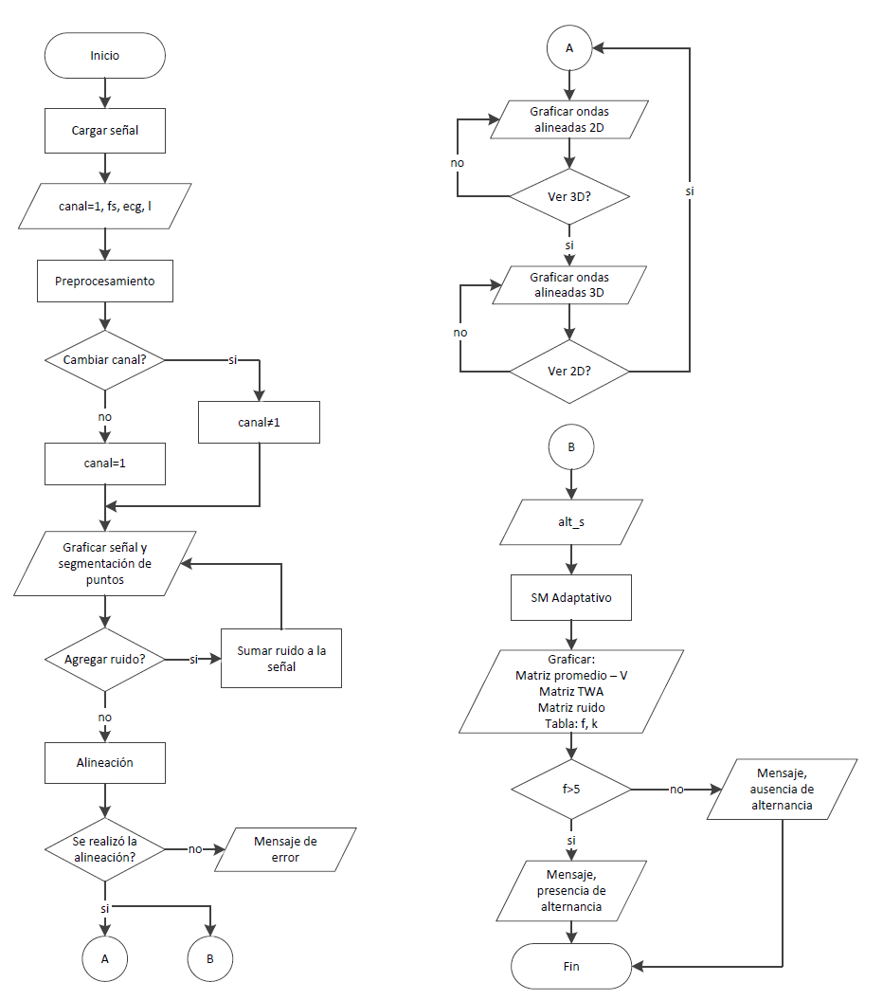 Inicio
Cargar señal
canal=1, fs, ecg, l
Preprocesamiento
Cambiar canal?
si
no
canal≠1
canal=1
Graficar señal y
segmentación de
puntos
Agregar ruido?
si
Sumar ruido a la
señal
no
Alineación
Se realizó la
alineación?
no
Mensaje de
error
si
A
B
A
Graficar ondas
alineadas 2D
no
Ver 3D?
si
si
Graficar ondas
alineadas 3D
no
Ver 2D?
B
alt_s
SM Adaptativo
Graficar:
Matriz promedio – V
Matriz TWA
Matriz ruido
Tabla: f, k
f>5
no
Mensaje,
ausencia de
alternancia
si
Mensaje,
presencia de
alternancia
Fin